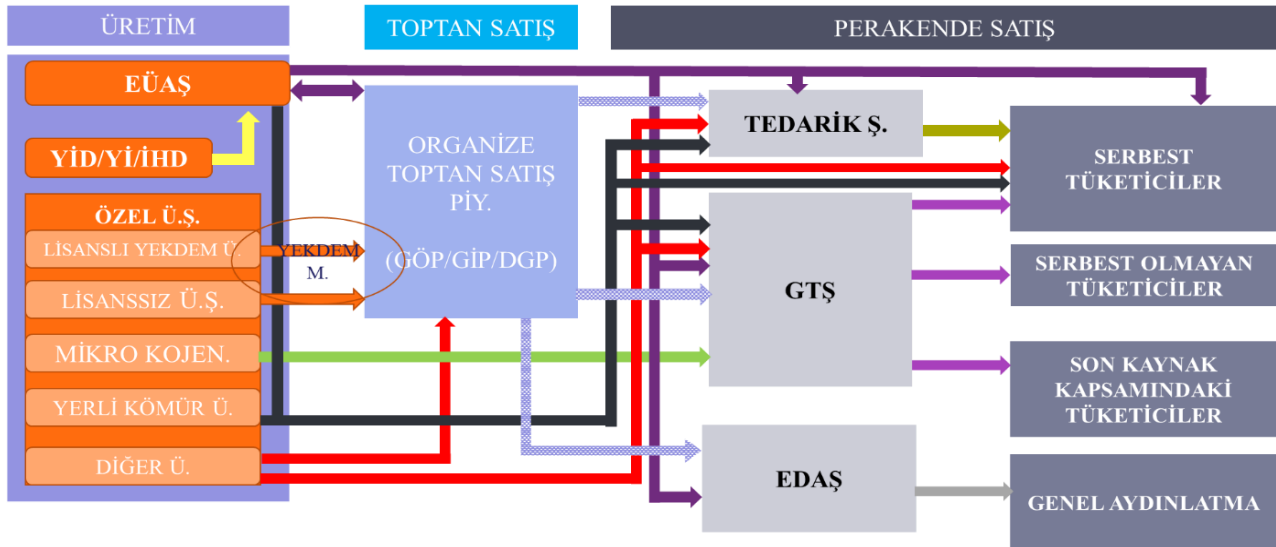 ÜRETİM
TOPTAN SATIŞ
PERAKENDE SATIŞ
EÜAŞ
YİD/Yİ/İHD
ÖZEL Ü.Ş.
LİSANSLI YEKDEM Ü.
LİSANSSIZ Ü.Ş.
MİKRO KOJEN.
YERLİ KÖMÜR Ü.
DİĞER Ü.
YEKDEM
M.
ORGANİZE
TOPTAN SATIŞ
PİY.
(GÖP/GİP/DGP)
TEDARİK Ş.
GTŞ
EDAŞ
SERBEST
TÜKETİCİLER
SERBEST OLMAYAN
TÜKETİCİLER
SON KAYNAK
KAPSAMINDAKİ
TÜKETİCİLER
GENEL AYDINLATMA